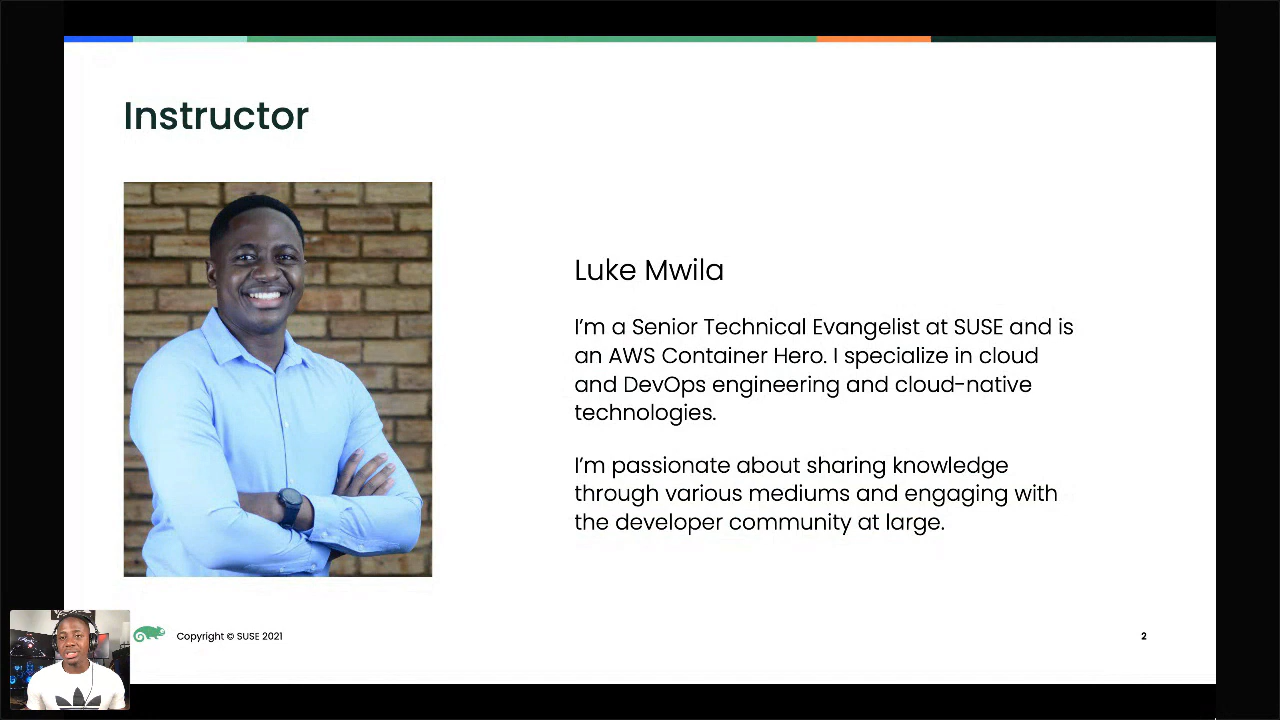 Instructor
Luke Mwila
I'm a Senior Technical Evangelist at SUSE and is
an AWS Container Hero. I specialize in cloud
and DevOps engineering and cloud-native
technologies.
I'm passionate about sharing knowledge
through various mediums and engaging with
the developer community at large.
Copyright © SUSE 2021
2